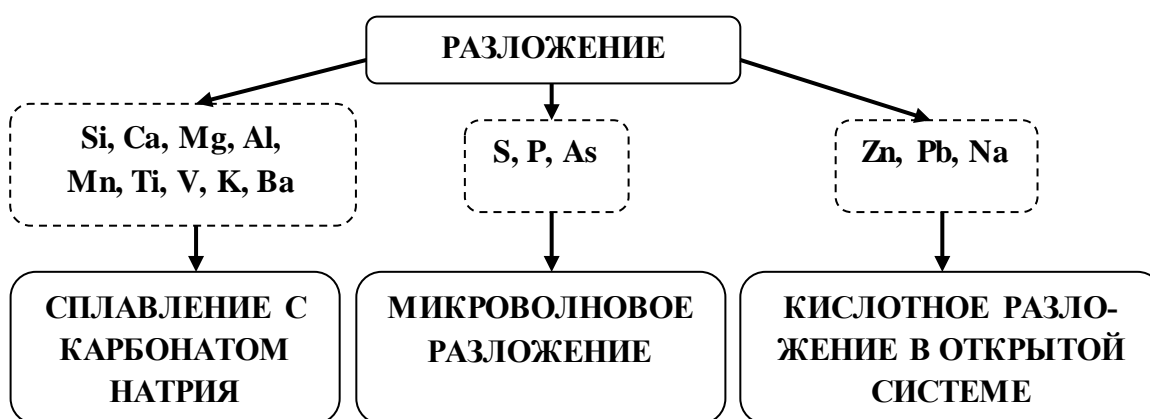 РАЗЛОЖЕНИЕ
Si, Ca, Mg, Al,
Mn, Ti, V, K, Ba
S, P, As
Zn, Pb, Na
СПЛАВЛЕНИЕ С
КАРБОНАТОМ
НАТРИЯ
МИКРОВОЛНОВОЕ
РАЗЛОЖЕНИЕ
КИСЛОТНОЕ РАЗЛО-
ЖЕНИЕ В ОТКРЫТОЙ
СИСТЕМЕ